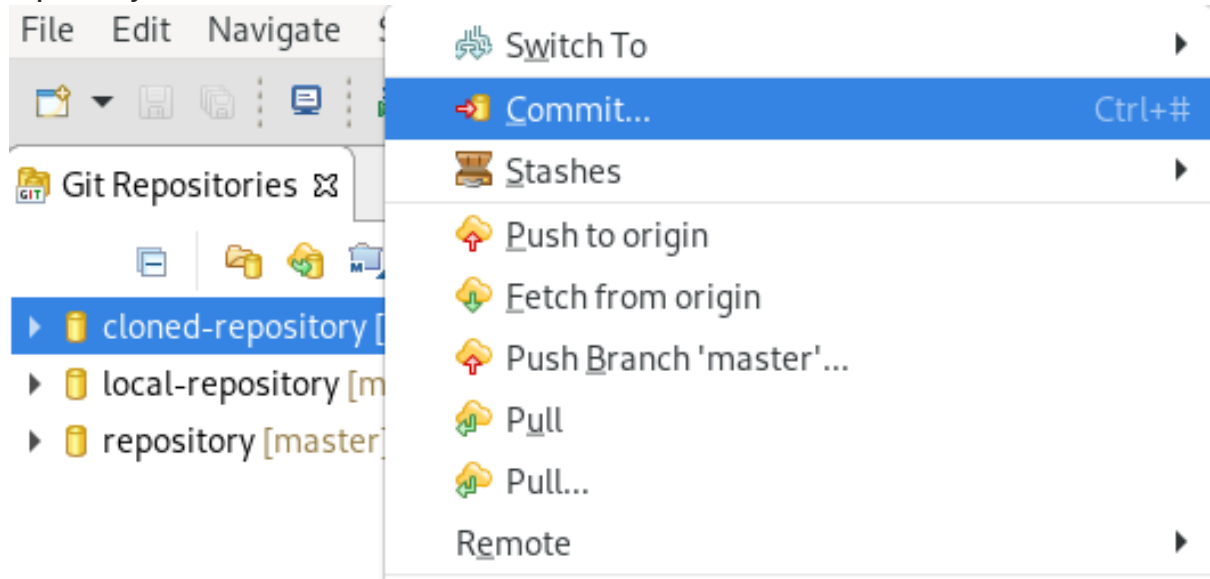 File Edit Navigate
Switch To
Commit... Ctrl+#
Git Repositories
Stashes
Push to origin
Fetch from origin
cloned-repository [
Push Branch 'master'...
local-repository [m
Pull
repository [master]
Pull...
Remote
GIT
M